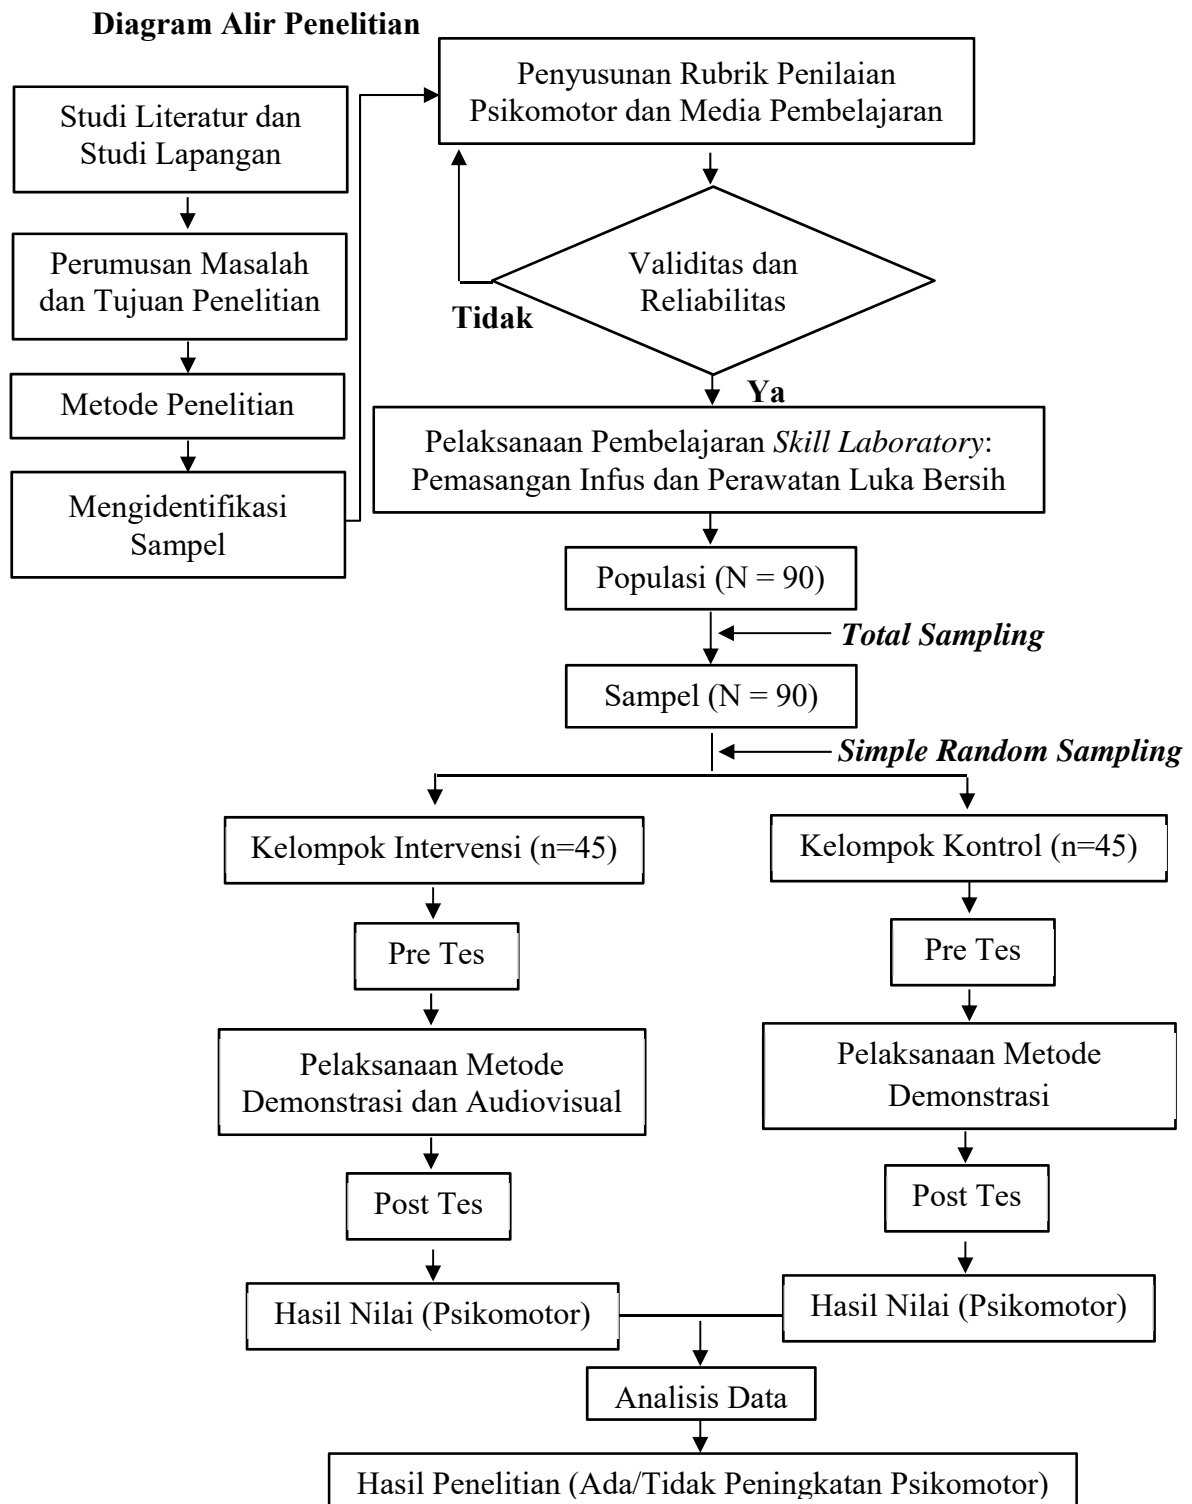 Diagram Alir Penelitian
Studi Literatur dan
Studi Lapangan
Perumusan Masalah
dan Tujuan Penelitian
Metode Penelitian
Mengidentifikasi
Sampel
Penyusunan Rubrik Penilaian
Psikomotor dan Media Pembelajaran
Validitas dan
Reliabilitas
Tidak
Ya
Pelaksanaan Pembelajaran Skill Laboratory:
Pemasangan Infus dan Perawatan Luka Bersih
Populasi (N = 90)
Total Sampling
Sampel (N = 90)
Simple Random Sampling
Kelompok Intervensi (n=45)
Pre Tes
Pelaksanaan Metode
Demonstrasi dan Audiovisual
Post Tes
Hasil Nilai (Psikomotor)
Kelompok Kontrol (n=45)
Pre Tes
Pelaksanaan Metode
Demonstrasi
Post Tes
Hasil Nilai (Psikomotor)
Analisis Data
Hasil Penelitian (Ada/Tidak Peningkatan Psikomotor)